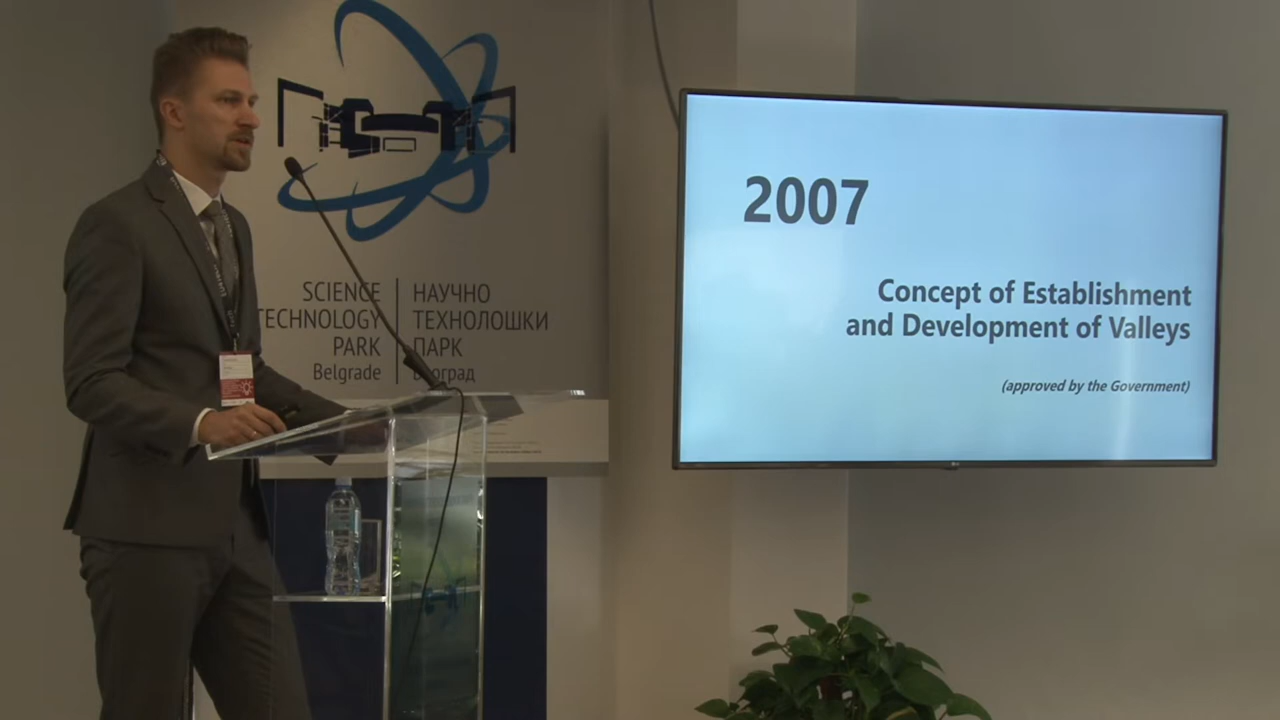 SCIENCE
TECHNOLOGY
PARK
Belgrade
НАУЧНО
ТЕХНОЛОШКИ
ПАРК
Београд
2007
Concept of Establishment
and Development of Valleys
(approved by the Government)